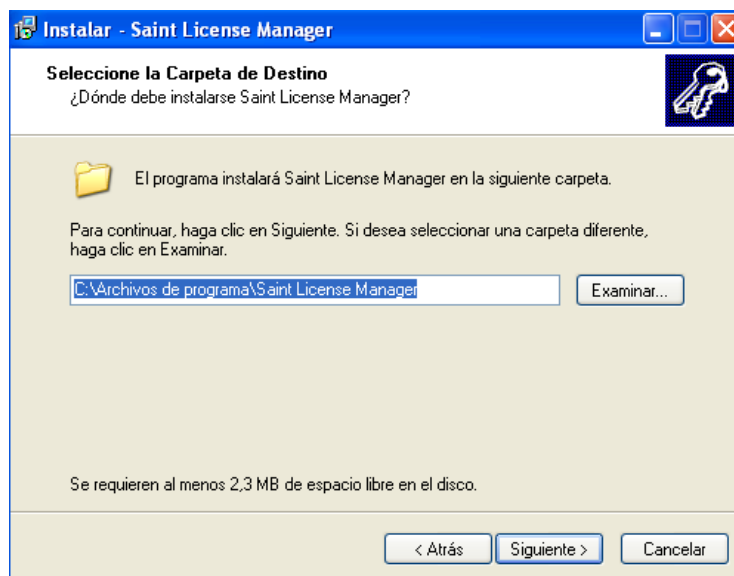 Instalar - Saint License Manager
Seleccione la Carpeta de Destino
¿Dónde debe instalarse Saint License Manager?
El programa instalará Saint License Manager en la siguiente carpeta.
Para continuar, haga clic en Siguiente. Si desea seleccionar una carpeta diferente,
haga clic en Examinar.
C:\Archivos de programa\Saint License Manager
Examinar...
Se requieren al menos 2,3 MB de espacio libre en el disco.
< Atrás
Siguiente >
Cancelar